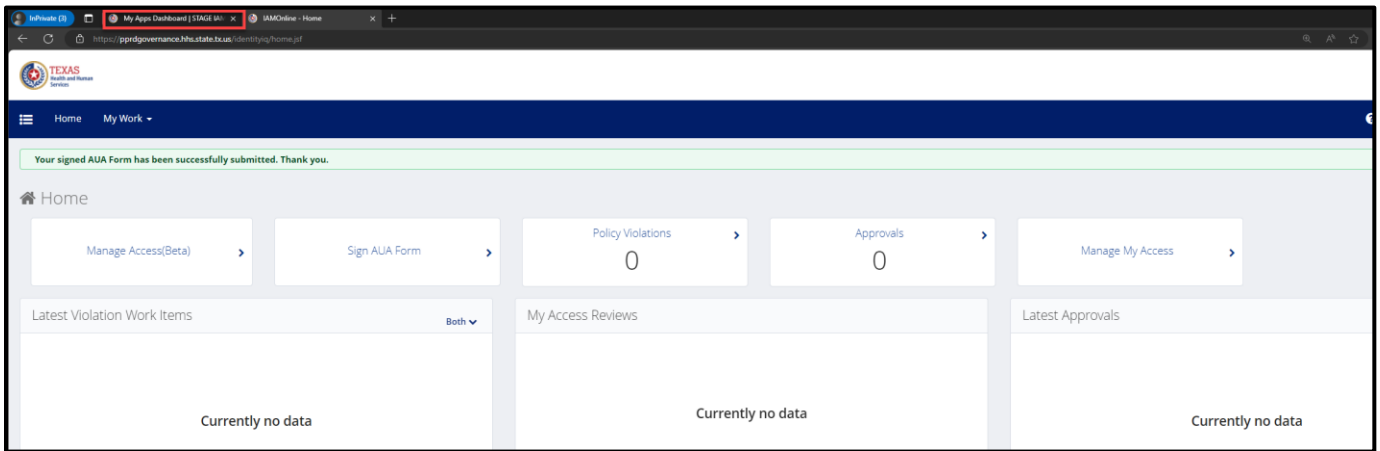 InPrivate (3)
My Apps Dashboard | STAGE IAM
IAMOnline - Home
https://pprdgovernance.hhs.state.tx.us/identityiq/home.jsf
TEXAS
Health and Human
Services
Home
My Work
Your signed AUA Form has been successfully submitted. Thank you.
Home
Manage Access(Beta)
Sign AUA Form
Policy Violations
0
Approvals
0
Manage My Access
Latest Violation Work Items
Both
My Access Reviews
Latest Approvals
Currently no data
Currently no data
Currently no data